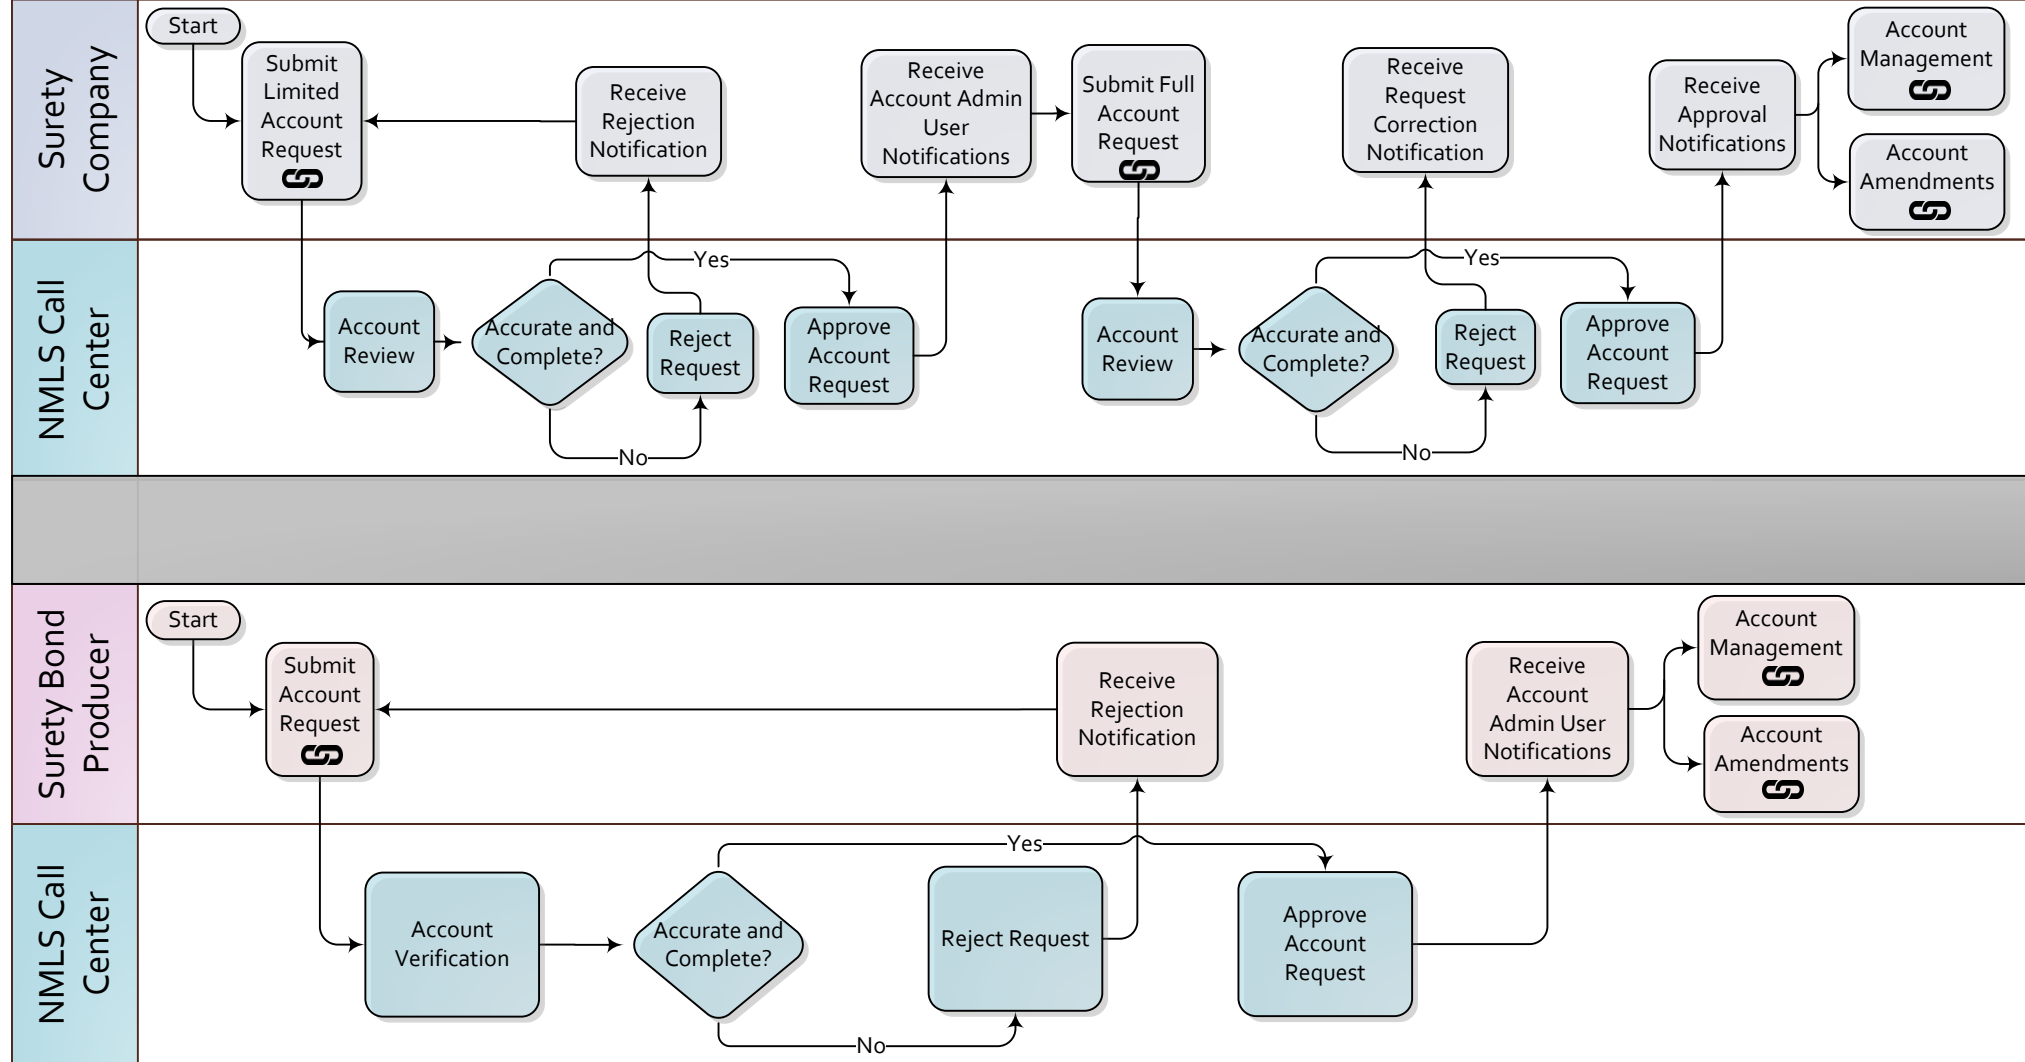 Surety
Company
Start
Submit
Limited
Account
Request
Receive
Rejection
Notification
Receive
Account Admin
User
Notifications
Submit Full
Account
Request
Receive
Request
Correction
Notification
Receive
Approval
Notifications
Account
Management
Account
Amendments
NMLS Call
Center
Account
Review
Accurate and
Complete?
Yes
No
Reject
Request
Approve
Account
Request
Account
Review
Accurate and
Complete?
Yes
No
Reject
Request
Approve
Account
Request
Surety Bond
Producer
Start
Submit
Account
Request
Receive
Rejection
Notification
Receive
Account
Admin User
Notifications
Account
Management
Account
Amendments
NMLS Call
Center
Account
Verification
Accurate and
Complete?
Yes
No
Reject Request
Approve
Account
Request